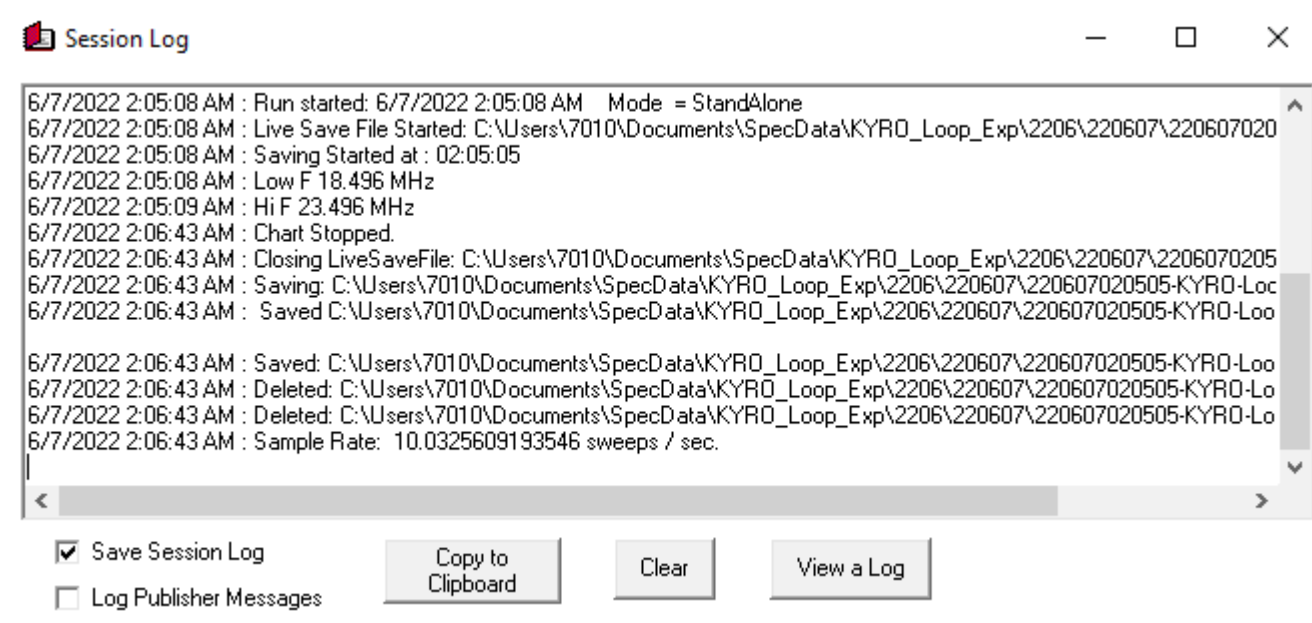 Session Log
6/7/2022 2:05:08 AM : Run started: 6/7/2022 2:05:08 AM    Mode  = StandAlone
6/7/2022 2:05:08 AM : Live Save File Started: C:\Users\7010\Documents\SpecData\KYRO_Loop_Exp\2206\220607\220607020
6/7/2022 2:05:08 AM : Saving Started at : 02:05:05
6/7/2022 2:05:08 AM : Low F 18.496 MHz
6/7/2022 2:05:09 AM : Hi F 23.496 MHz
6/7/2022 2:06:43 AM : Chart Stopped.
6/7/2022 2:06:43 AM : Closing LiveSaveFile: C:\Users\7010\Documents\SpecData\KYRO_Loop_Exp\2206\220607\2206070205
6/7/2022 2:06:43 AM : Saving: C:\Users\7010\Documents\SpecData\KYRO_Loop_Exp\2206\220607\220607020505-KYRO-Loc
6/7/2022 2:06:43 AM :  Saved C:\Users\7010\Documents\SpecData\KYRO_Loop_Exp\2206\220607\220607020505-KYRO-Loo
6/7/2022 2:06:43 AM : Saved: C:\Users\7010\Documents\SpecData\KYRO_Loop_Exp\2206\220607\220607020505-KYRO-Loo
6/7/2022 2:06:43 AM : Deleted: C:\Users\7010\Documents\SpecData\KYRO_Loop_Exp\2206\220607\220607020505-KYRO-Lo
6/7/2022 2:06:43 AM : Deleted: C:\Users\7010\Documents\SpecData\KYRO_Loop_Exp\2206\220607\220607020505-KYRO-Lo
6/7/2022 2:06:43 AM : Sample Rate:  10.0325609193546 sweeps / sec.
Save Session Log
Log Publisher Messages
Copy to
Clipboard
Clear
View a Log